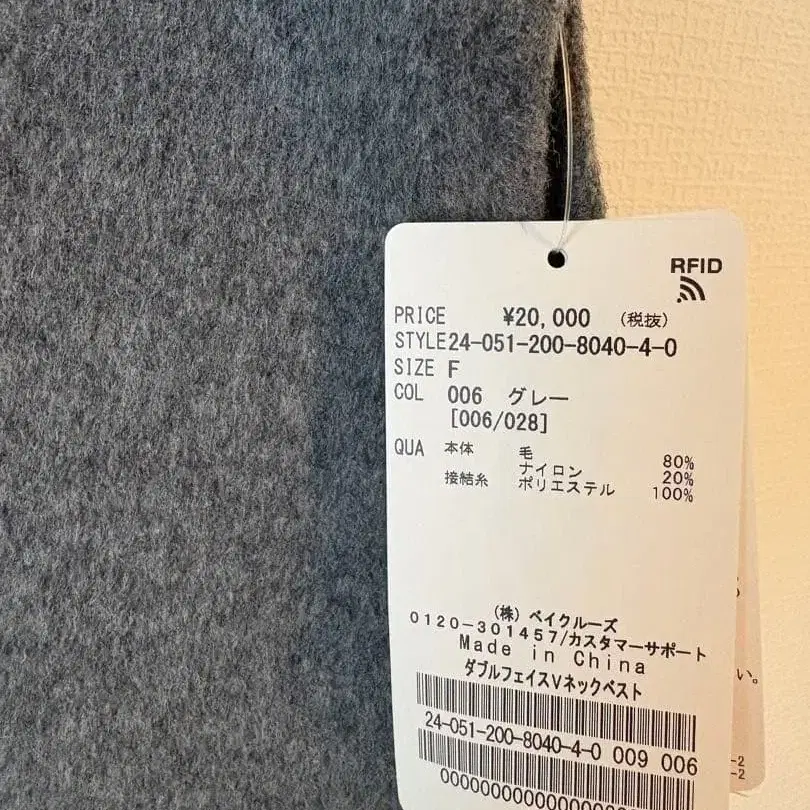 RFID
PRICE ¥20,000 (税抜)
STYLE24-051-200-8040-4-0
SIZE F
COL 006 グレー
[006/028]
QUA 本体 毛 80%
ナイロン 20%
接結糸 ポリエステル 100%
(株) ベイクルーズ
0120-301457/カスタマーサポート
Made in China
ダブルフェイスVネックベスト
24-051-200-8040-4-0 009 006
い。
-2
-2